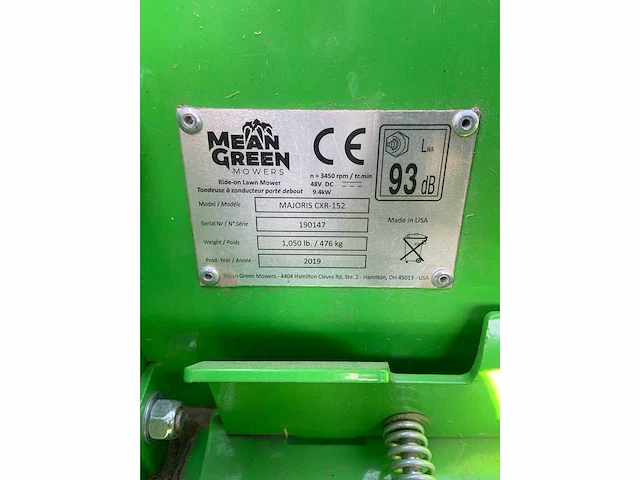 MEAN
GREEN
MOWERS
Ride-on Lawn Mower
Tondeuse à conducteur porté debout
CE
n = 3450 rpm / tr.min
48V DC
9.4kW
LWA
93 dB
Model / Modèle MAJORIS CXR-152
Serial Nr / N° Série 190147
Weight / Poids 1,050 lb. / 476 kg
Prod. Year / Année 2019
Made in USA
Mean Green Mowers - 4404 Hamilton Cleves Rd, Ste. 2 - Hamilton, OH 45013 - USA